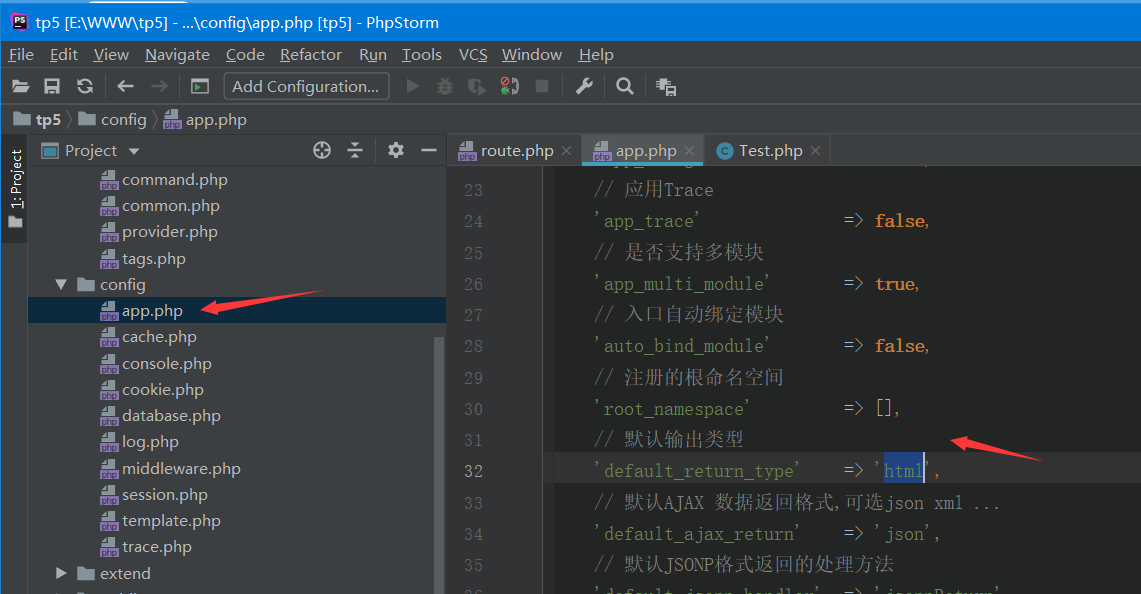 tp5 [E:\WWW\tp5] - ...\config\app.php [tp5] - PhpStorm
File Edit View Navigate Code Refactor Run Tools VCS Window Help
Add Configuration...
tp5 config app.php
1: Project
Project
command.php
common.php
provider.php
tags.php
config
app.php
cache.php
console.php
cookie.php
database.php
log.php
middleware.php
session.php
template.php
trace.php
extend
route.php app.php Test.php
23 // 应用Trace
24 'app_trace' => false,
25 // 是否支持多模块
26 'app_multi_module' => true,
27 // 入口自动绑定模块
28 'auto_bind_module' => false,
29 // 注册的根命名空间
30 'root_namespace' => [],
31 // 默认输出类型
32 'default_return_type' => 'html',
33 // 默认AJAX 数据返回格式,可选json xml ...
34 'default_ajax_return' => 'json',
35 // 默认JSONP格式返回的处理方法